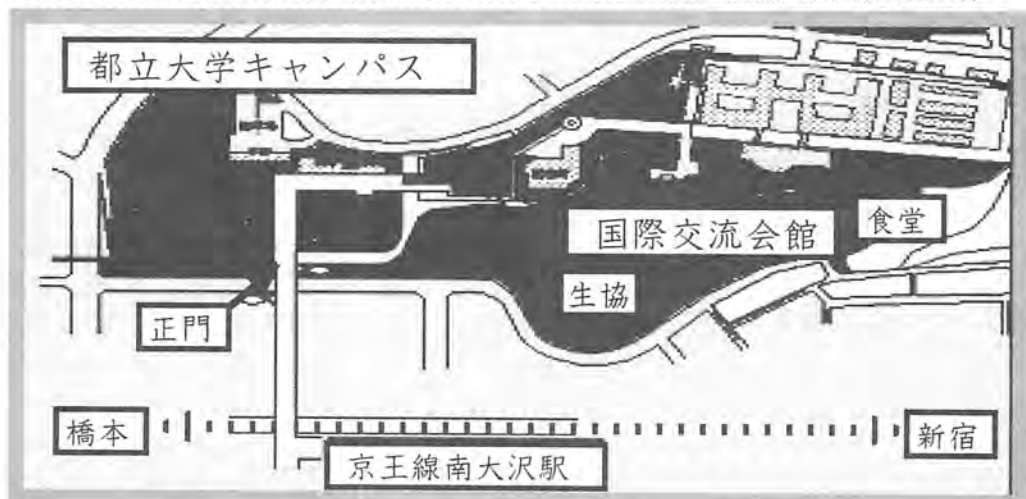 都立大学キャンパス
食堂
国際交流会館
生協
正門
橋本
新宿
京王線南大沢駅